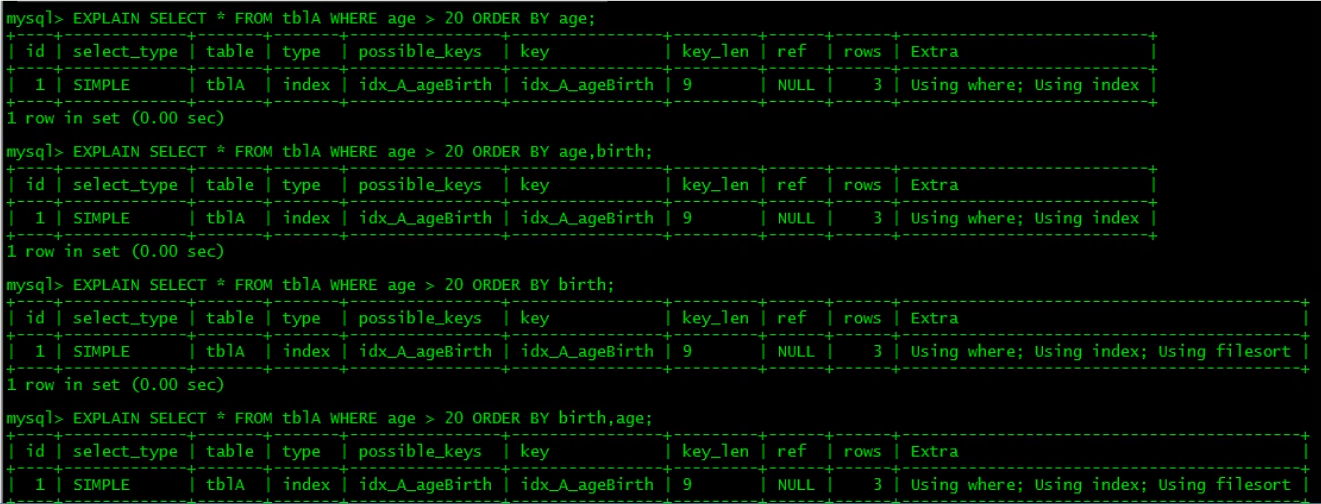 mysql> EXPLAIN SELECT * FROM tblA WHERE age > 20 ORDER BY age;
+----+-------------+-------+-------+---------------+---------------+---------+------+------+--------------------------+
| id | select_type | table | type | possible_keys | key | key_len | ref | rows | Extra |
+----+-------------+-------+-------+---------------+---------------+---------+------+------+--------------------------+
| 1 | SIMPLE | tblA | index | idx_A_ageBirth | idx_A_ageBirth | 9 | NULL | 3 | Using where; Using index |
+----+-------------+-------+-------+---------------+---------------+---------+------+------+--------------------------+
1 row in set (0.00 sec)
mysql> EXPLAIN SELECT * FROM tblA WHERE age > 20 ORDER BY age,birth;
+----+-------------+-------+-------+---------------+---------------+---------+------+------+--------------------------+
| id | select_type | table | type | possible_keys | key | key_len | ref | rows | Extra |
+----+-------------+-------+-------+---------------+---------------+---------+------+------+--------------------------+
| 1 | SIMPLE | tblA | index | idx_A_ageBirth | idx_A_ageBirth | 9 | NULL | 3 | Using where; Using index |
+----+-------------+-------+-------+---------------+---------------+---------+------+------+--------------------------+
1 row in set (0.00 sec)
mysql> EXPLAIN SELECT * FROM tblA WHERE age > 20 ORDER BY birth;
+----+-------------+-------+-------+---------------+---------------+---------+------+------+------------------------------------------+
| id | select_type | table | type | possible_keys | key | key_len | ref | rows | Extra |
+----+-------------+-------+-------+---------------+---------------+---------+------+------+------------------------------------------+
| 1 | SIMPLE | tblA | index | idx_A_ageBirth | idx_A_ageBirth | 9 | NULL | 3 | Using where; Using index; Using filesort |
+----+-------------+-------+-------+---------------+---------------+---------+------+------+------------------------------------------+
1 row in set (0.00 sec)
mysql> EXPLAIN SELECT * FROM tblA WHERE age > 20 ORDER BY birth,age;
+----+-------------+-------+-------+---------------+---------------+---------+------+------+------------------------------------------+
| id | select_type | table | type | possible_keys | key | key_len | ref | rows | Extra |
+----+-------------+-------+-------+---------------+---------------+---------+------+------+------------------------------------------+
| 1 | SIMPLE | tblA | index | idx_A_ageBirth | idx_A_ageBirth | 9 | NULL | 3 | Using where; Using index; Using filesort |
+----+-------------+-------+-------+---------------+---------------+---------+------+------+------------------------------------------+